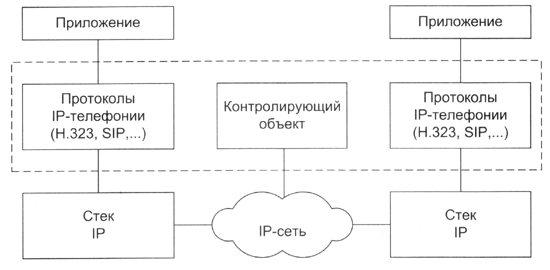 Приложение
Приложение
Протоколы
IP-телефонии
(H.323, SIP,...)
Контролирующий
объект
Протоколы
IP-телефонии
(H.323, SIP,...)
Стек
IP
IP-сеть
Стек
IP